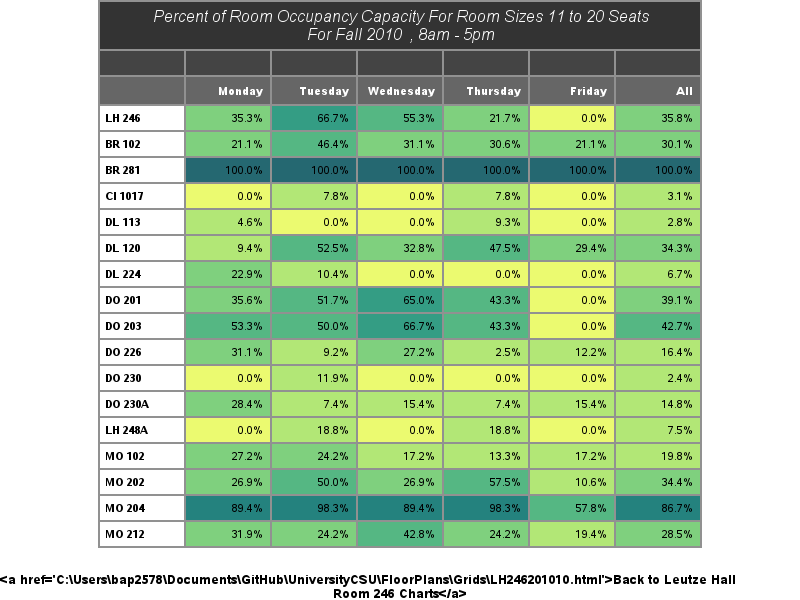 Percent of Room Occupancy Capacity For Room Sizes 11 to 20 Seats
For Fall 2010 , 8am - 5pm
Monday Tuesday Wednesday Thursday Friday All
LH 246 35.3% 66.7% 55.3% 21.7% 0.0% 35.8%
BR 102 21.1% 46.4% 31.1% 30.6% 21.1% 30.1%
BR 281 100.0% 100.0% 100.0% 100.0% 100.0% 100.0%
CI 1017 0.0% 7.8% 0.0% 7.8% 0.0% 3.1%
DL 113 4.6% 0.0% 0.0% 9.3% 0.0% 2.8%
DL 120 9.4% 52.5% 32.8% 47.5% 29.4% 34.3%
DL 224 22.9% 10.4% 0.0% 0.0% 0.0% 6.7%
DO 201 35.6% 51.7% 65.0% 43.3% 0.0% 39.1%
DO 203 53.3% 50.0% 66.7% 43.3% 0.0% 42.7%
DO 226 31.1% 9.2% 27.2% 2.5% 12.2% 16.4%
DO 230 0.0% 11.9% 0.0% 0.0% 0.0% 2.4%
DO 230A 28.4% 7.4% 15.4% 7.4% 15.4% 14.8%
LH 248A 0.0% 18.8% 0.0% 18.8% 0.0% 7.5%
MO 102 27.2% 24.2% 17.2% 13.3% 17.2% 19.8%
MO 202 26.9% 50.0% 26.9% 57.5% 10.6% 34.4%
MO 204 89.4% 98.3% 89.4% 98.3% 57.8% 86.7%
MO 212 31.9% 24.2% 42.8% 24.2% 19.4% 28.5%
<a href='C:\Users\bap2578\Documents\GitHub\UniversityCSU\FloorPlans\Grids\LH246201010.html'>Back to Leutze Hall
Room 246 Charts</a>